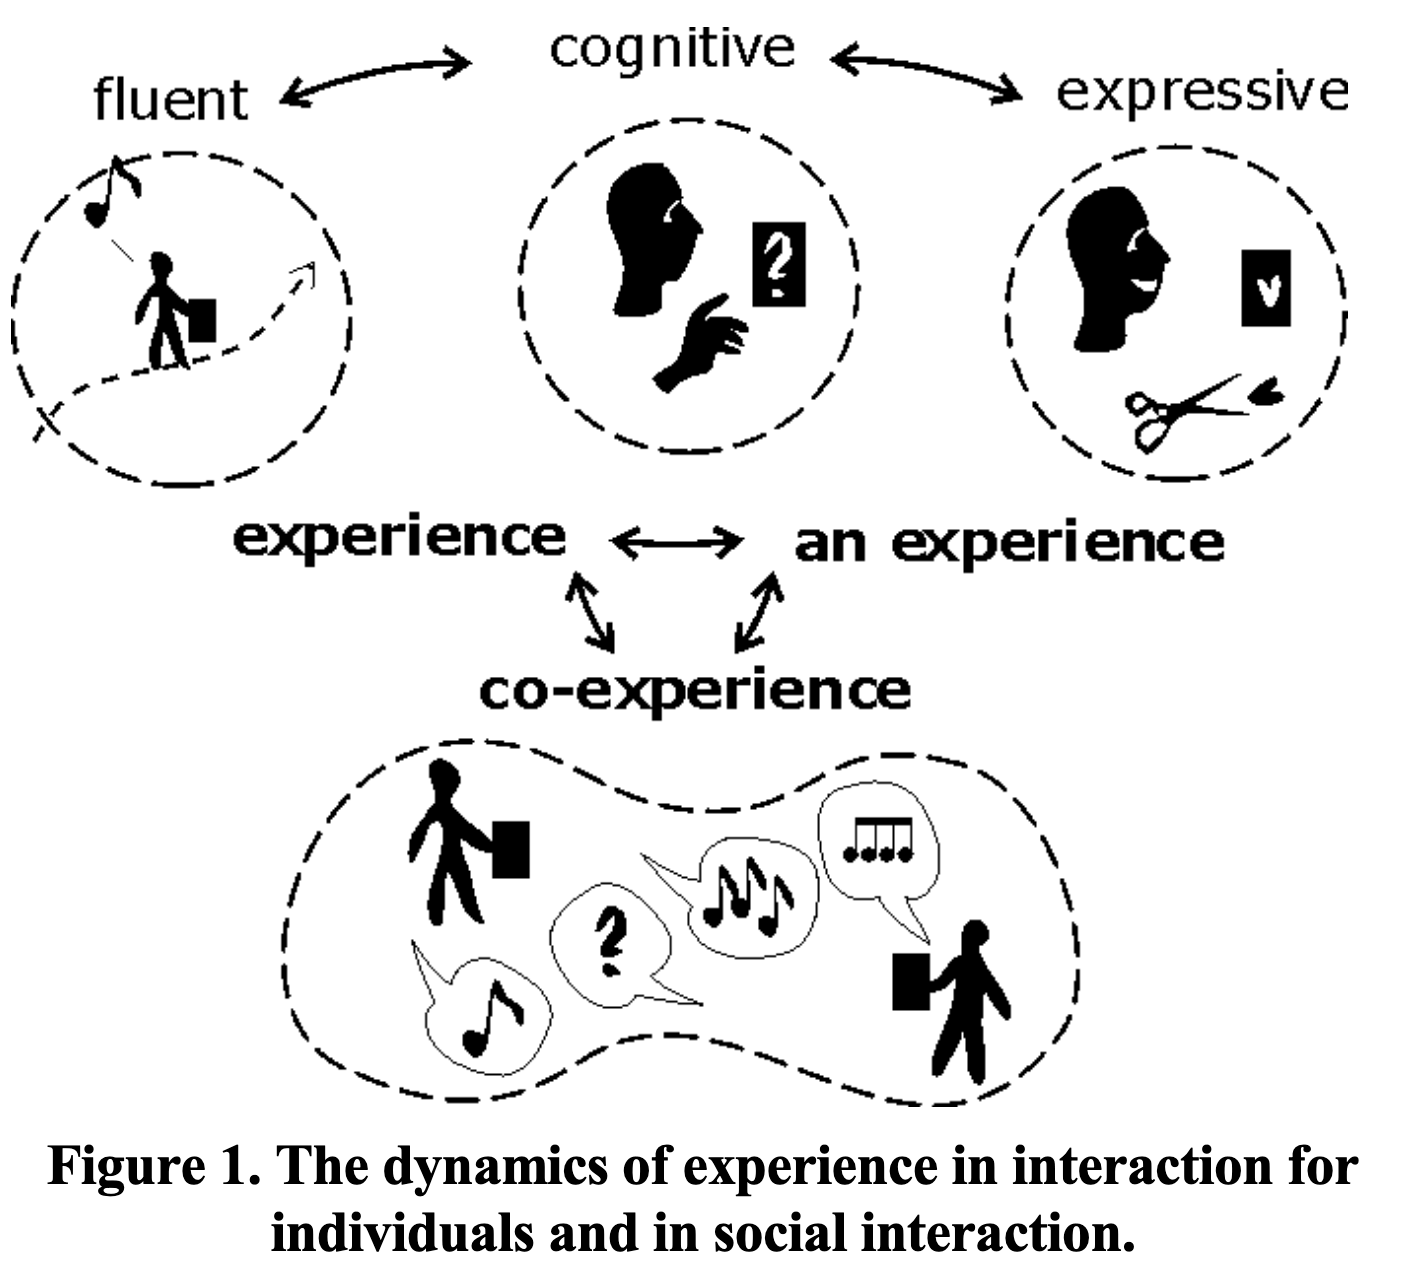 cognitive
fluent
expressive
?
v
experience
an experience
co-experience
?
Figure 1. The dynamics of experience in interaction for
individuals and in social interaction.